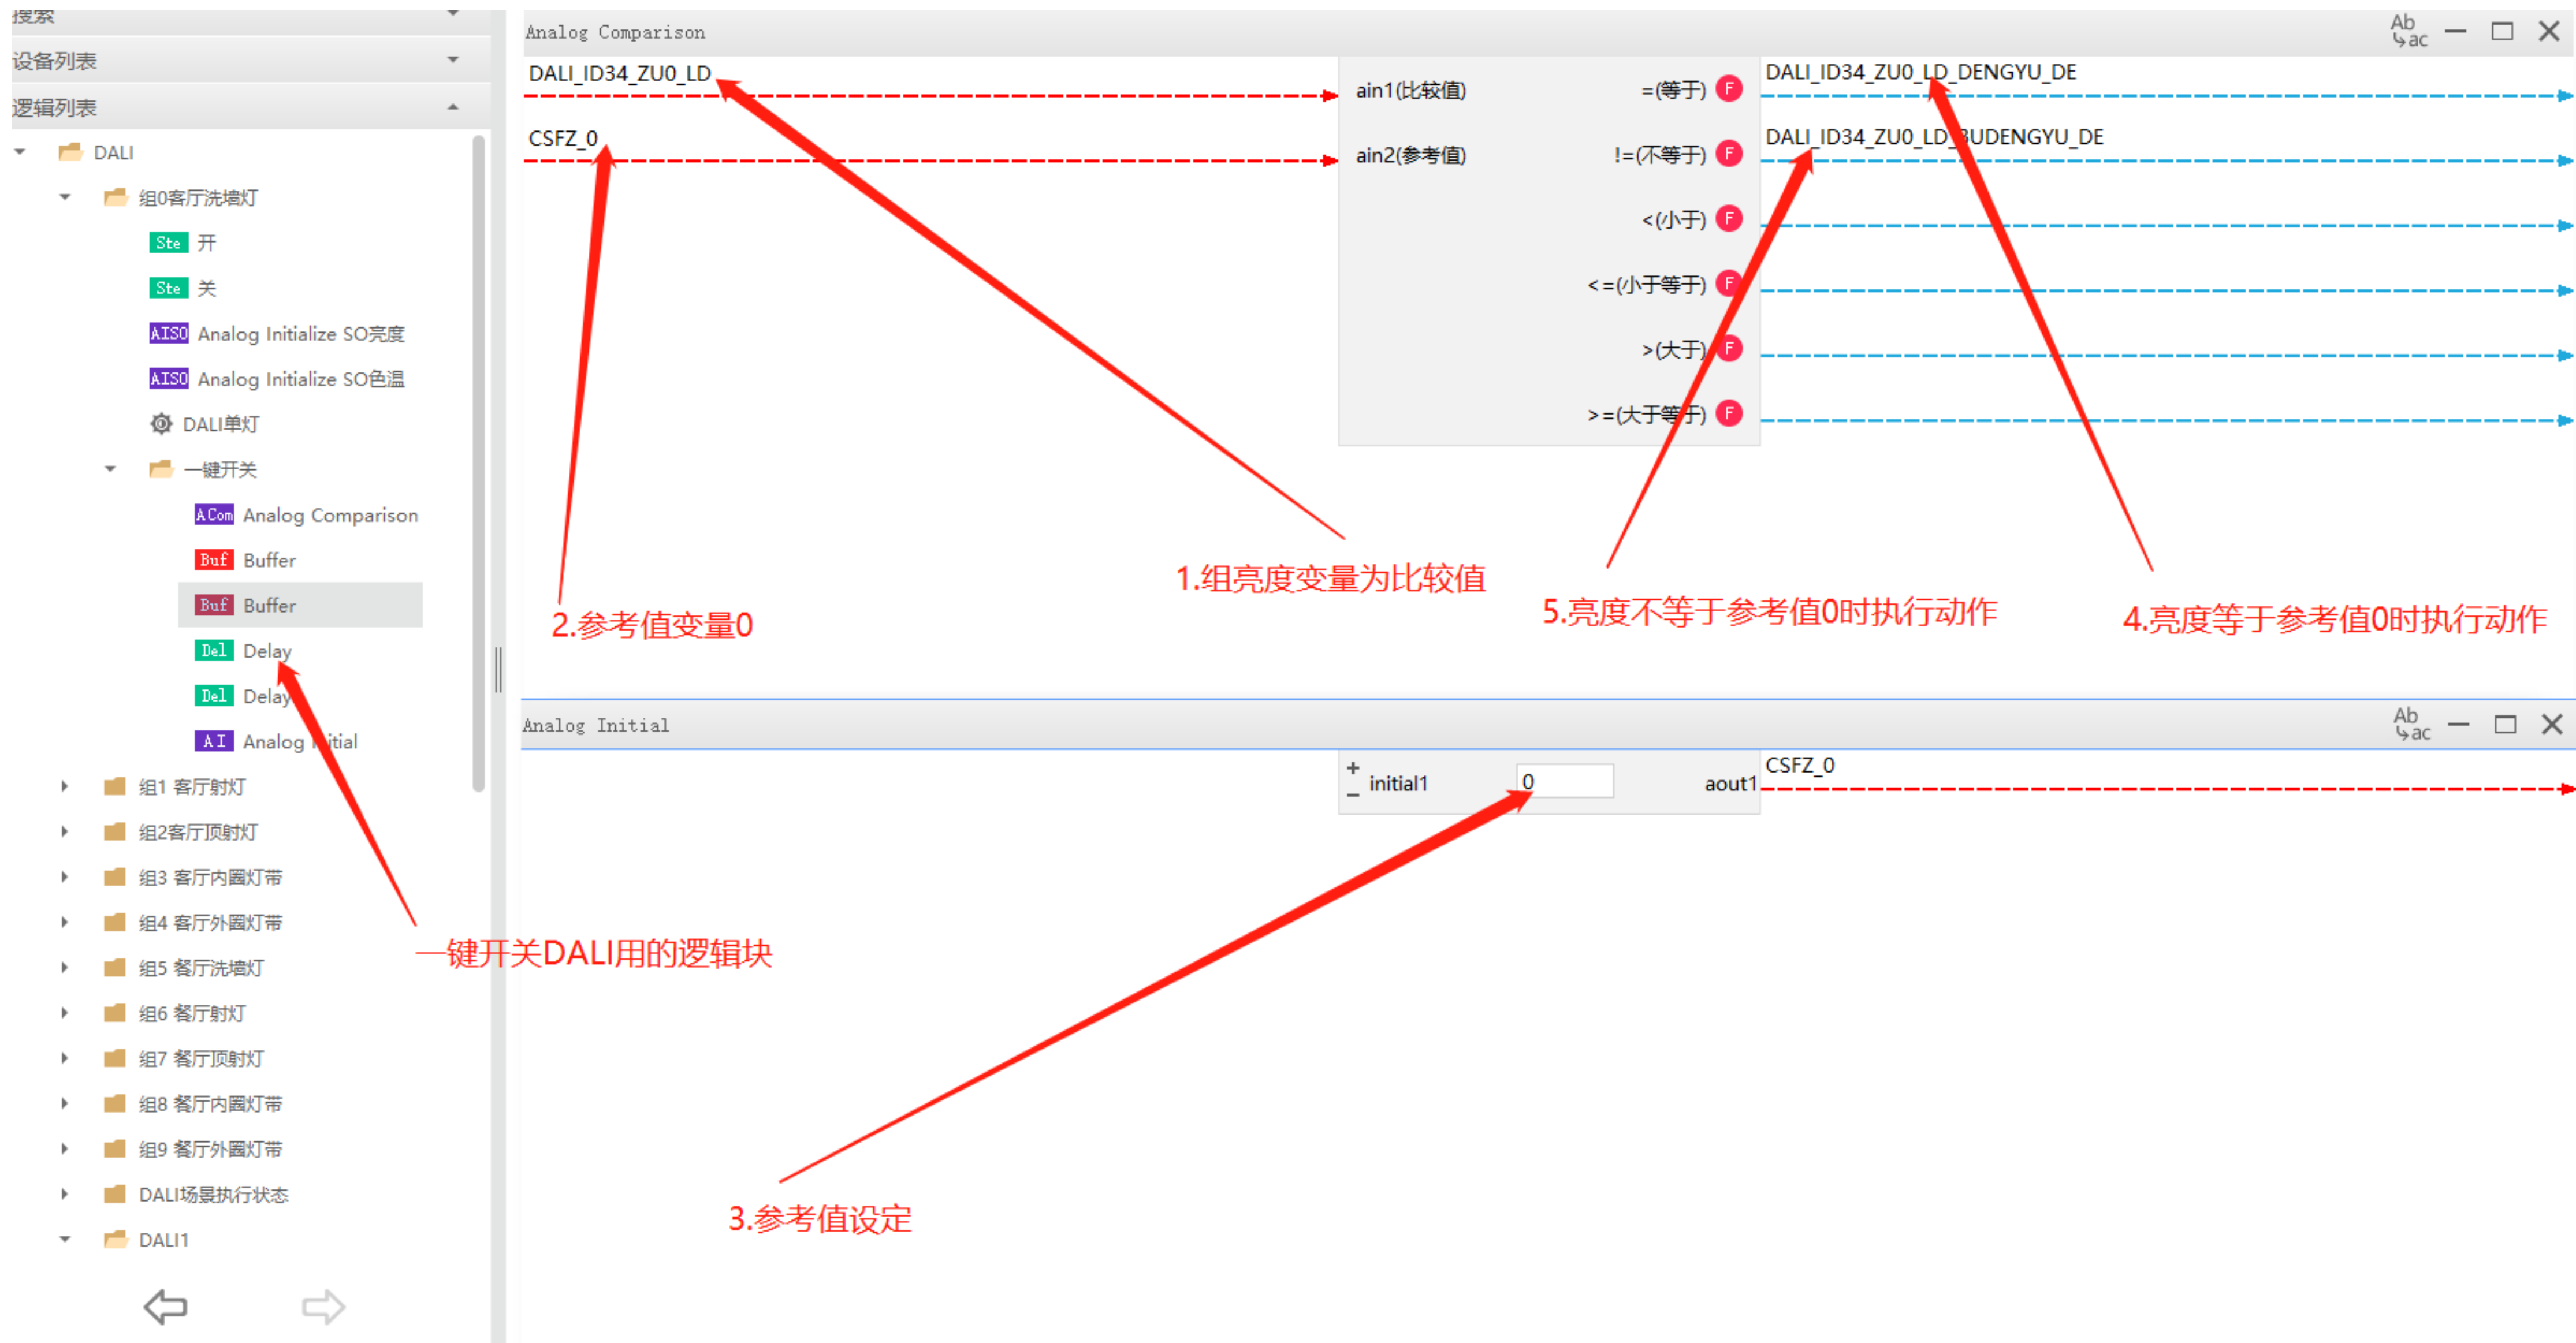 搜索
设备列表
逻辑列表
DALI
组0客厅洗墙灯
Ste 开
Ste 关
AISO Analog Initialize SO亮度
AISO Analog Initialize SO色温
DALI单灯
一键开关
ACom Analog Comparison
Buf Buffer
Buf Buffer
Del Delay
Del Delay
AI Analog Initial
组1 客厅射灯
组2客厅顶射灯
组3 客厅内圈灯带
组4 客厅外圈灯带
组5 餐厅洗墙灯
组6 餐厅射灯
组7 餐厅顶射灯
组8 餐厅内圈灯带
组9 餐厅外圈灯带
DALI场景执行状态
DALI1
一键开关DALI用的逻辑块
Analog Comparison
Ab
ac
DALI_ID34_ZU0_LD
CSFZ_0
ain1(比较值)
ain2(参考值)
=(等于) F
!=(不等于) F
<(小于) F
<=(小于等于) F
>(大于) F
>=(大于等于) F
DALI_ID34_ZU0_LD_DENGYU_DE
DALI_ID34_ZU0_LD_BUDENGYU_DE
1.组亮度变量为比较值
2.参考值变量0
5.亮度不等于参考值0时执行动作
4.亮度等于参考值0时执行动作
Analog Initial
Ab
ac
+
−
initial1
0
aout1
CSFZ_0
3.参考值设定